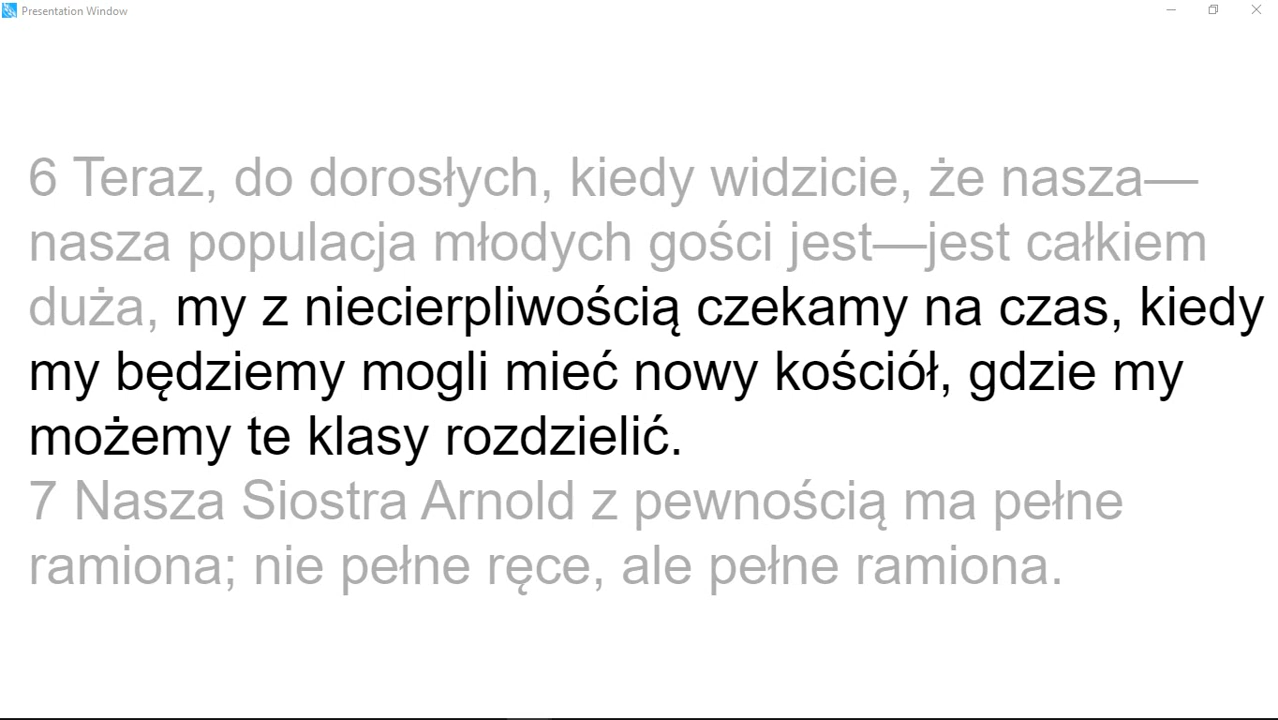 Presentation Window
6 Teraz, do dorosłych, kiedy widzicie, że nasza—
nasza populacja młodych gości jest—jest całkiem
duża, my z niecierpliwością czekamy na czas, kiedy
my będziemy mogli mieć nowy kościół, gdzie my
możemy te klasy rozdzielić.
7 Nasza Siostra Arnold z pewnością ma pełne
ramiona; nie pełne ręce, ale pełne ramiona.